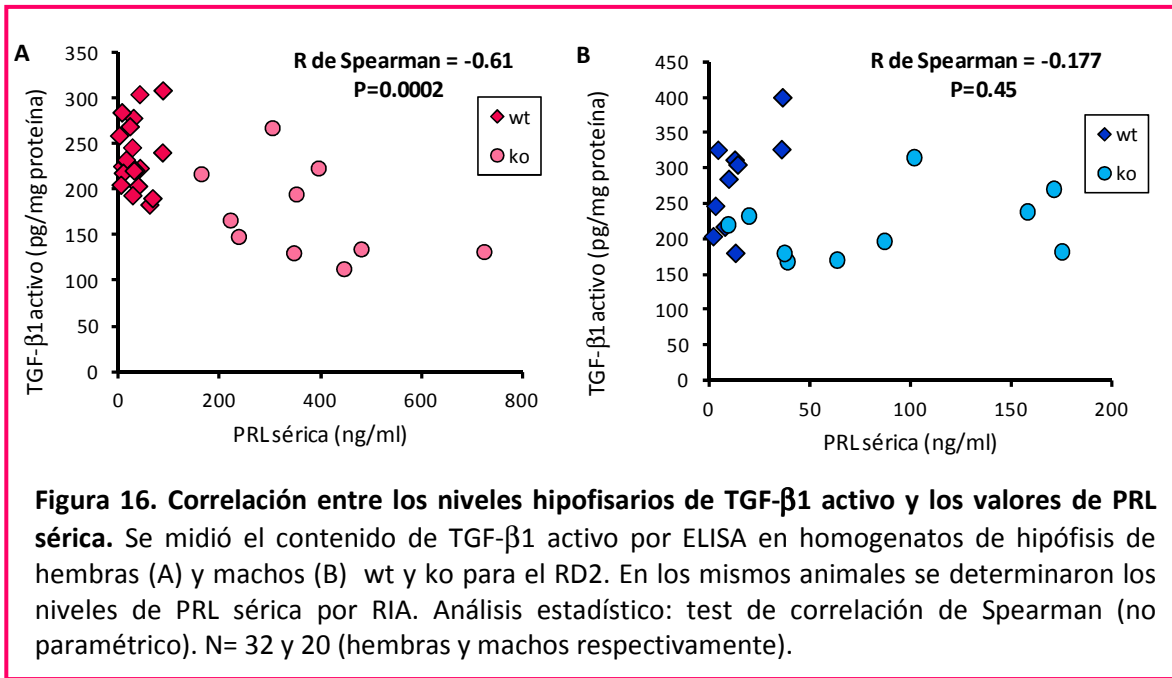 A
R de Spearman = -0.61
P=0.0002
TGF-β1 activo (pg/mg proteína)
350
300
250
200
150
100
50
0
0 200 400 600 800
PRL sérica (ng/ml)
wt
ko
B
R de Spearman = -0.177
P=0.45
TGF-β1 activo (pg/mg proteína)
450
400
350
300
250
200
150
100
50
0
0 50 100 150 200
PRL sérica (ng/ml)
wt
ko
Figura 16. Correlación entre los niveles hipofisarios de TGF-β1 activo y los valores de PRL
sérica. Se midió el contenido de TGF-β1 activo por ELISA en homogenatos de hipófisis de
hembras (A) y machos (B) wt y ko para el RD2. En los mismos animales se determinaron los
niveles de PRL sérica por RIA. Análisis estadístico: test de correlación de Spearman (no
paramétrico). N= 32 y 20 (hembras y machos respectivamente).